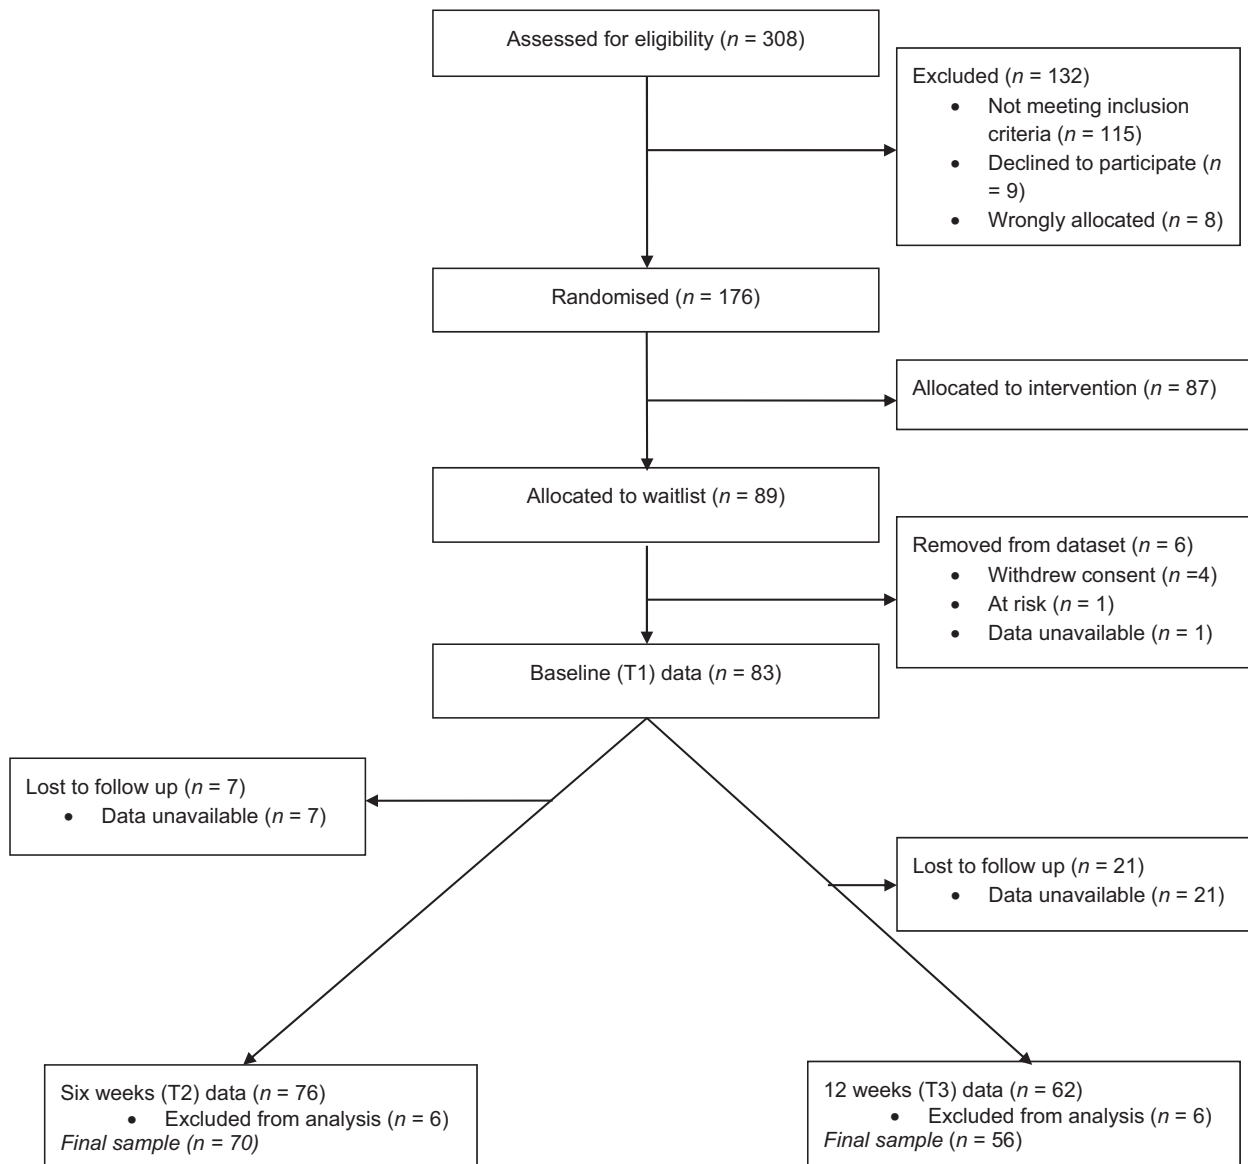 Assessed for eligibility (n = 308)
Excluded (n = 132)
• Not meeting inclusion
criteria (n = 115)
• Declined to participate (n
= 9)
• Wrongly allocated (n = 8)
Randomised (n = 176)
Allocated to intervention (n = 87)
Allocated to waitlist (n = 89)
Removed from dataset (n = 6)
• Withdrew consent (n =4)
• At risk (n = 1)
• Data unavailable (n = 1)
Baseline (T1) data (n = 83)
Lost to follow up (n = 7)
• Data unavailable (n = 7)
Lost to follow up (n = 21)
• Data unavailable (n = 21)
Six weeks (T2) data (n = 76)
• Excluded from analysis (n = 6)
Final sample (n = 70)
12 weeks (T3) data (n = 62)
• Excluded from analysis (n = 6)
Final sample (n = 56)